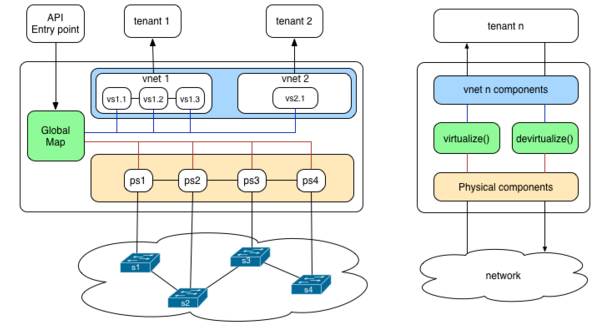 API
Entry point
tenant 1
tenant 2
vnet 1
vs1.1
vs1.2
vs1.3
vnet 2
vs2.1
Global
Map
ps1
ps2
ps3
ps4
s1
s2
s3
s4
tenant n
vnet n components
virtualize()
devirtualize()
Physical components
network